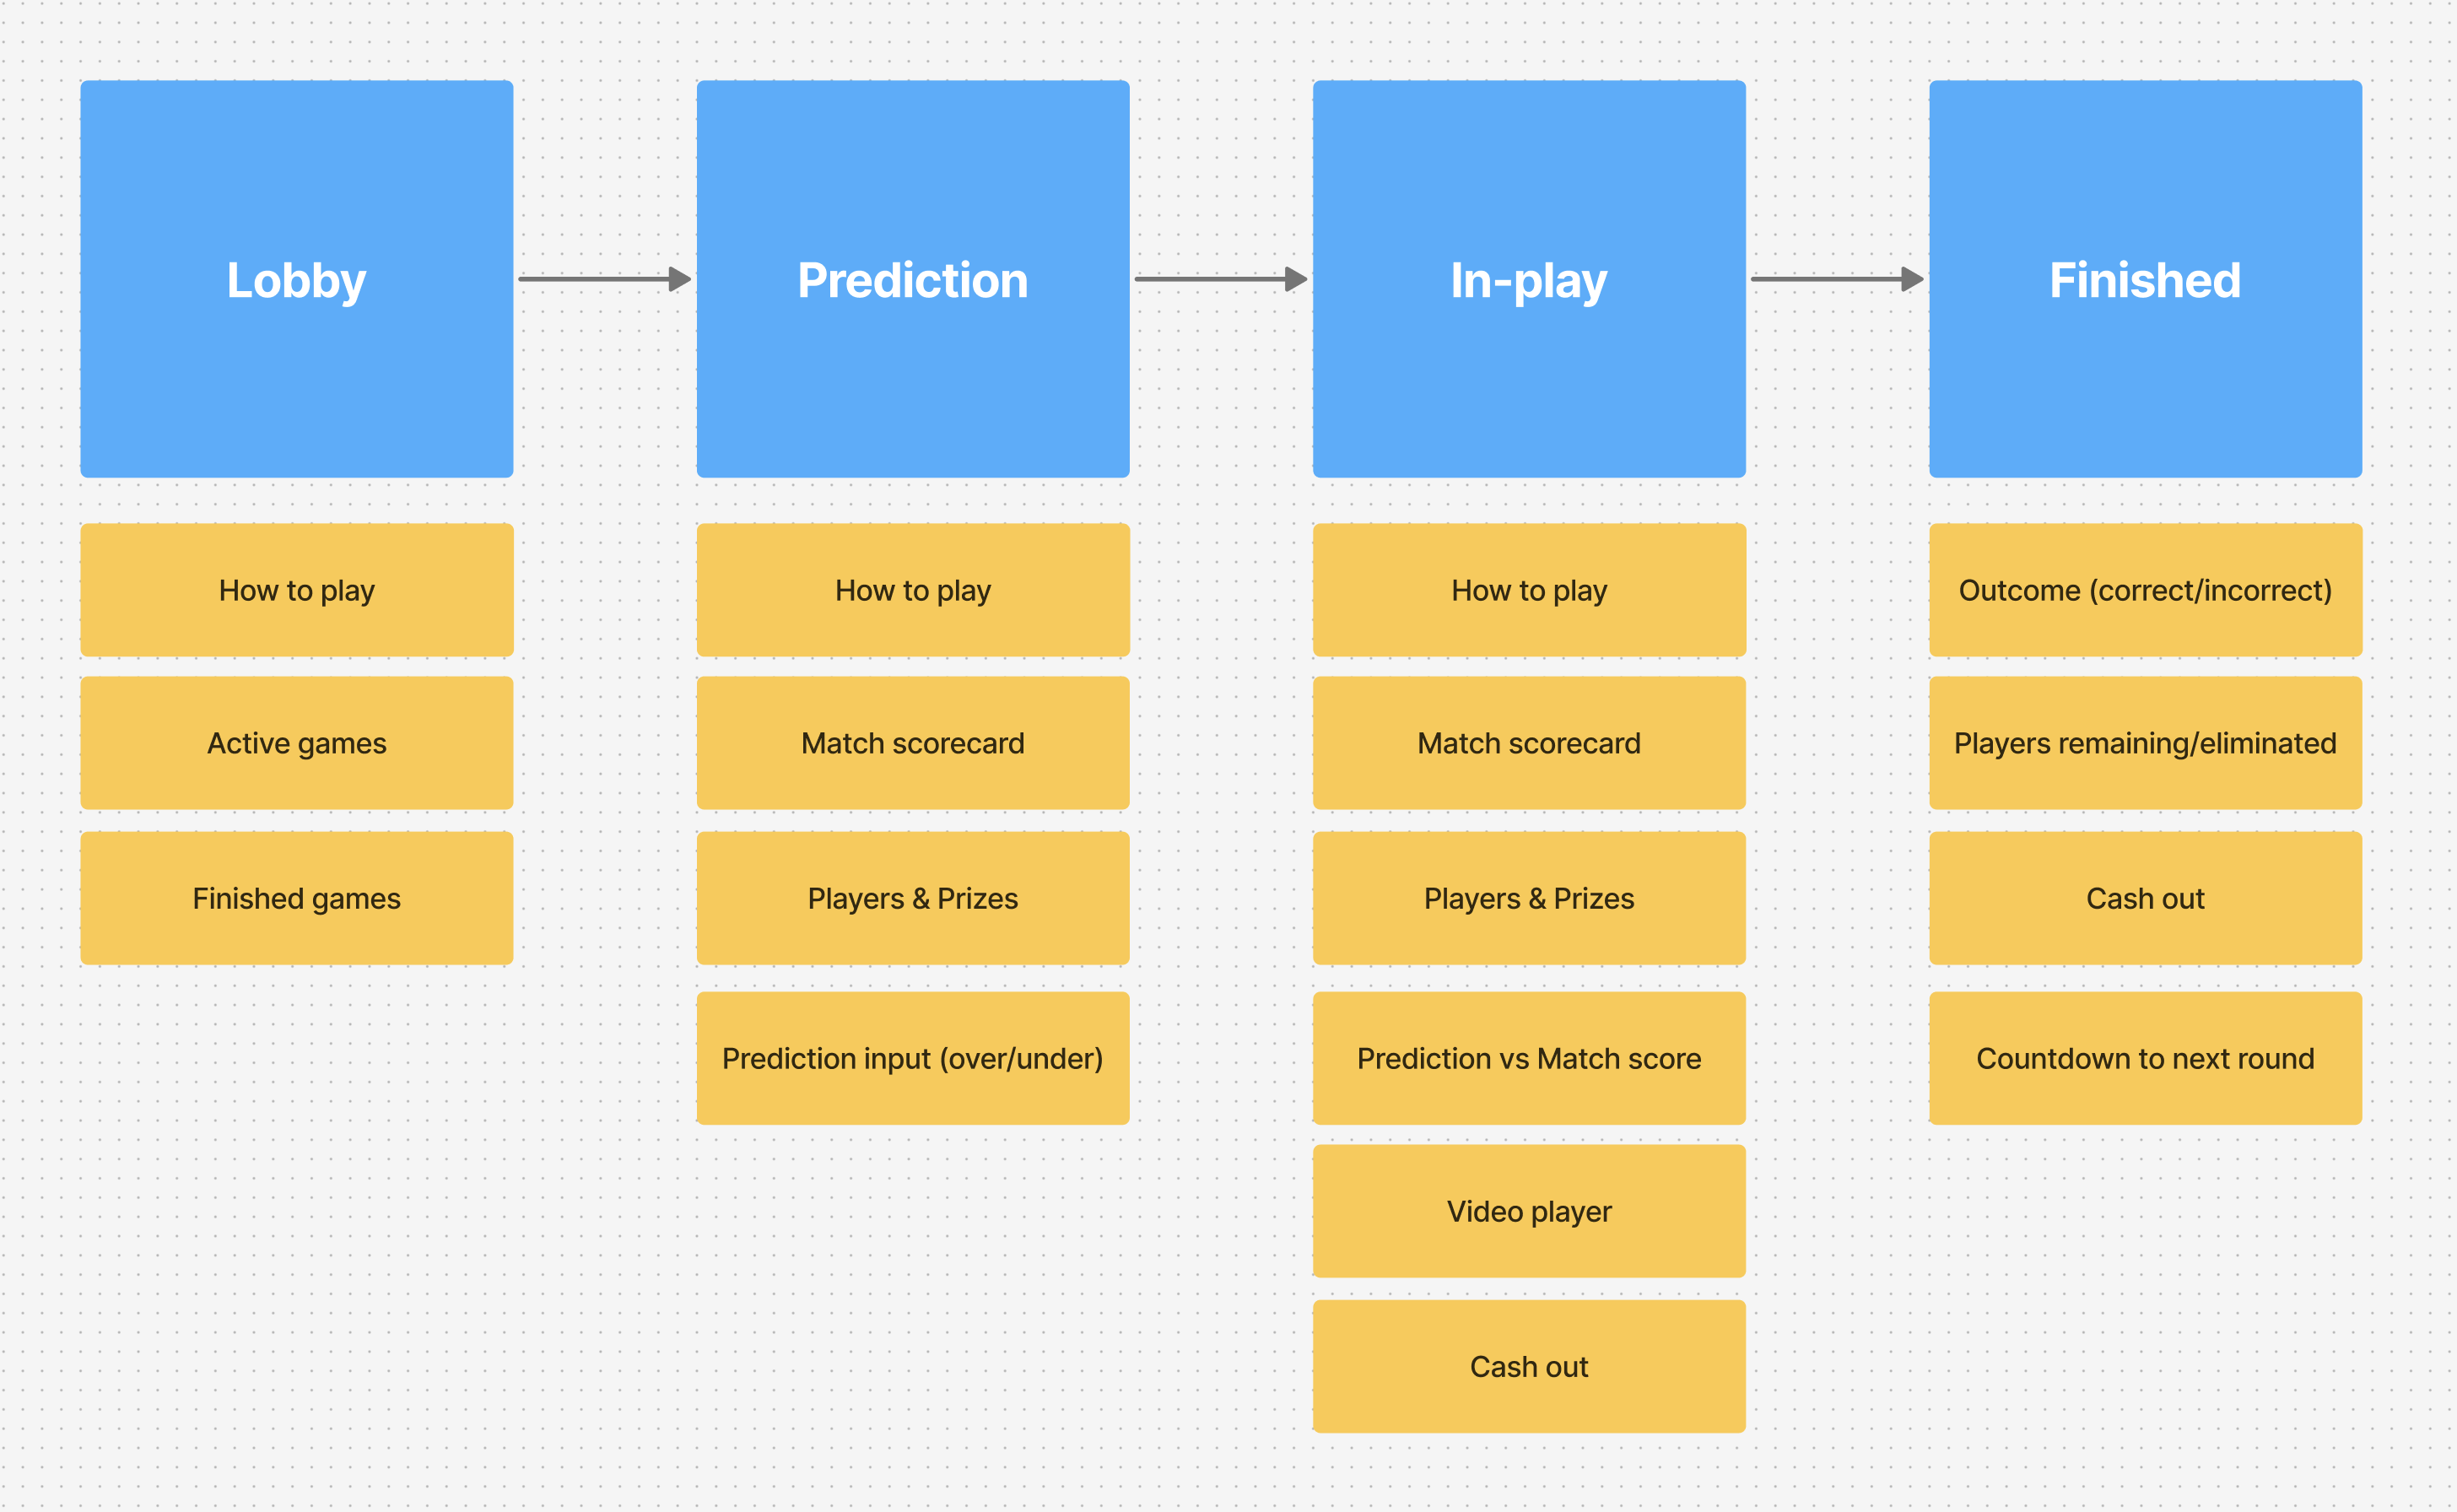 Lobby
Prediction
In-play
Finished
How to play
How to play
How to play
Outcome (correct/incorrect)
Active games
Match scorecard
Match scorecard
Players remaining/eliminated
Finished games
Players & Prizes
Players & Prizes
Cash out
Prediction input (over/under)
Prediction vs Match score
Countdown to next round
Video player
Cash out